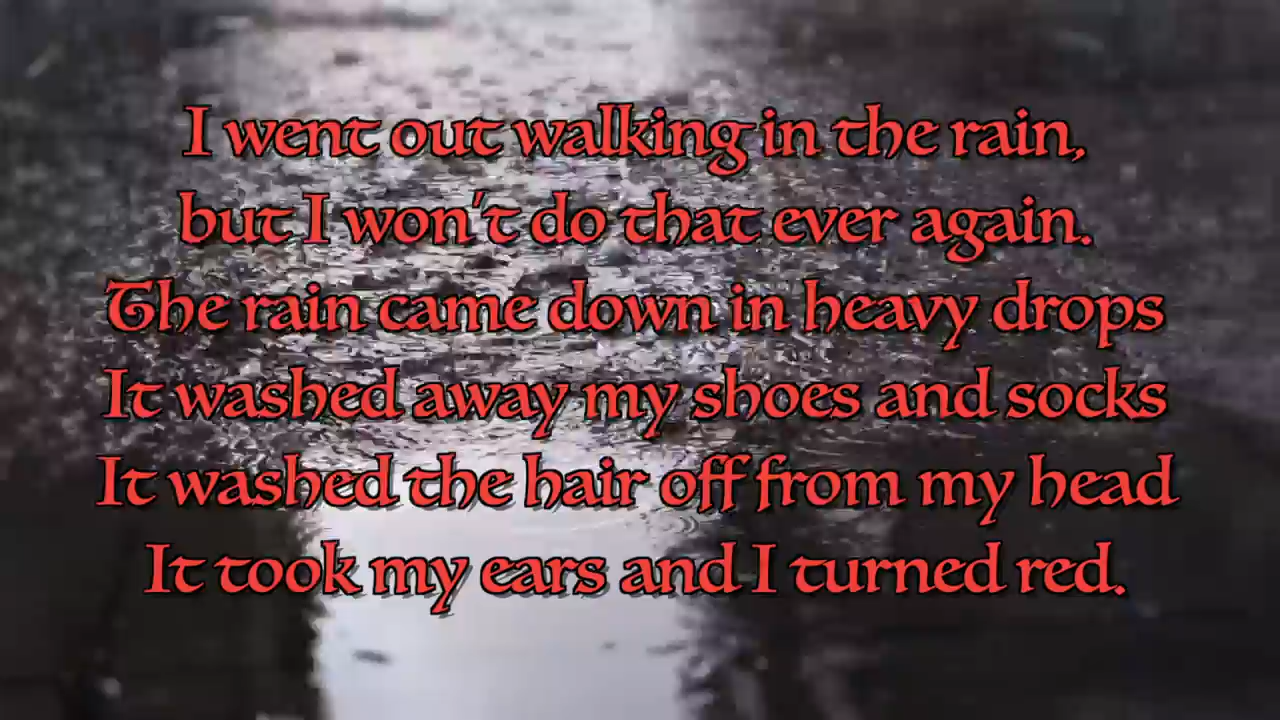 I went out walking in the rain,
but I won't do that ever again.
The rain came down in heavy drops
It washed away my shoes and socks
It washed the hair off from my head
It took my ears and I turned red.